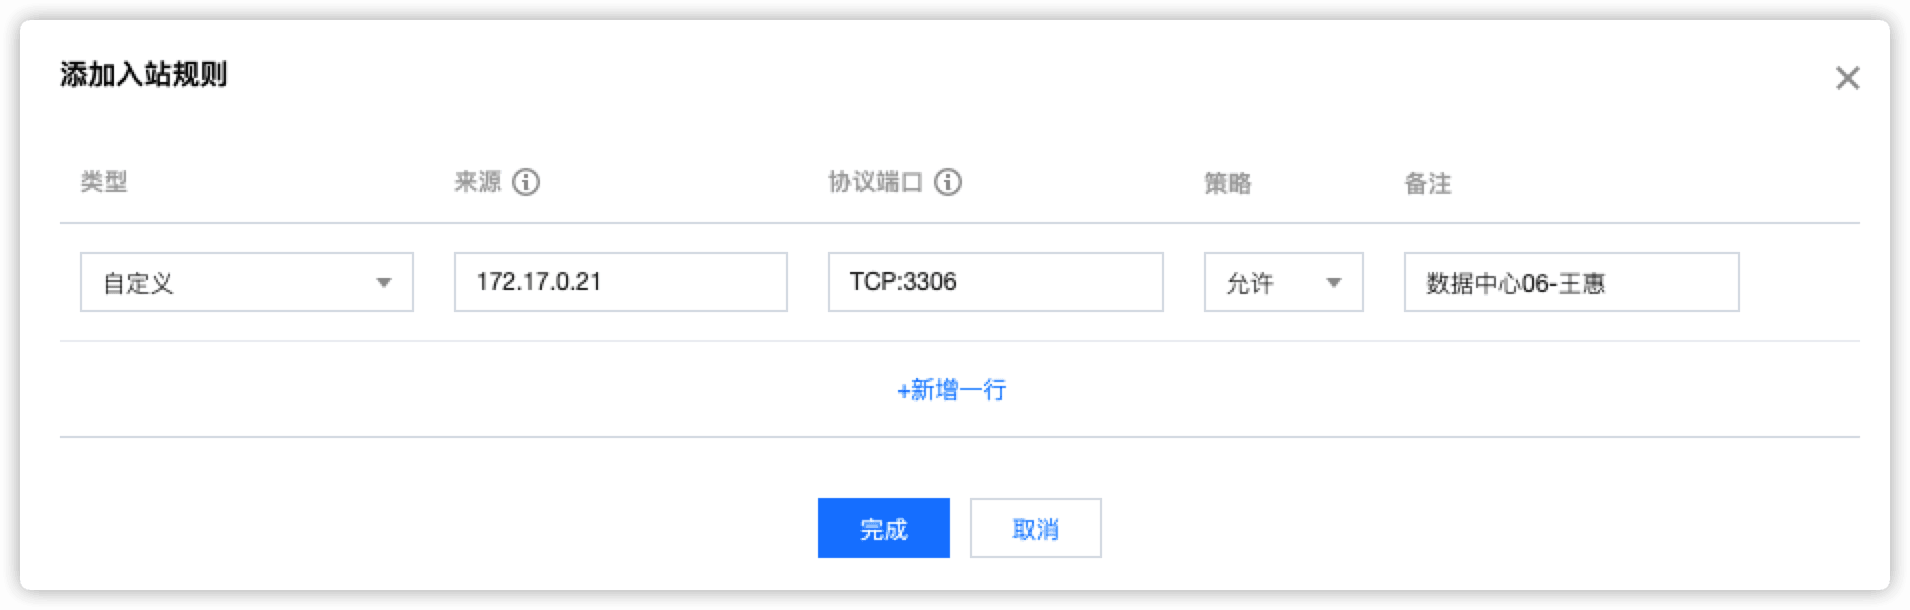 添加入站规则
类型 来源 协议端口 策略 备注
自定义 172.17.0.21 TCP:3306 允许 数据中心06-王惠
+新增一行
完成 取消